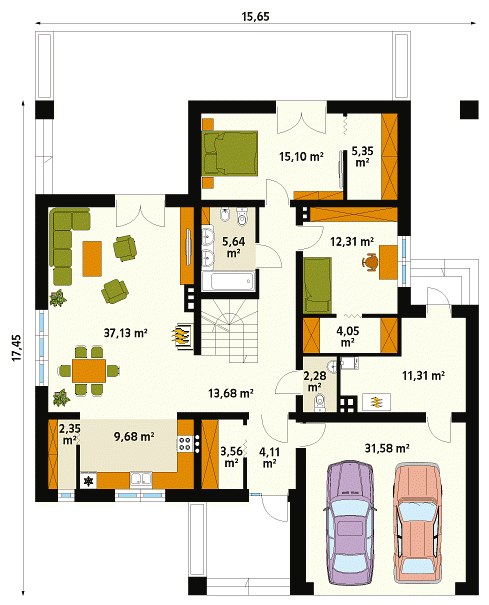 15,65
17,45
15,10 m²
5,35
m²
5,64
m²
12,31 m²
37,13 m²
4,05
m²
13,68 m²
2,28
m²
11,31 m²
2,35
m²
9,68 m²
3,56
m²
4,11
m²
31,58 m²